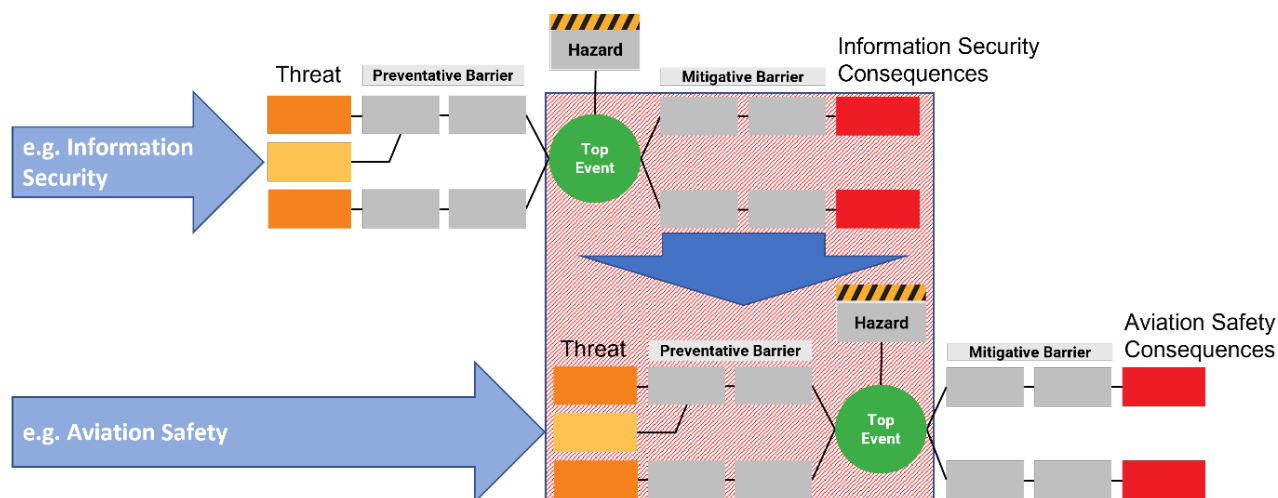 Hazard
Information Security
Consequences
Threat
Preventative Barrier
Mitigative Barrier
e.g. Information
Security
Top
Event
Hazard
Aviation Safety
Consequences
Threat
Preventative Barrier
Mitigative Barrier
e.g. Aviation Safety
Top
Event